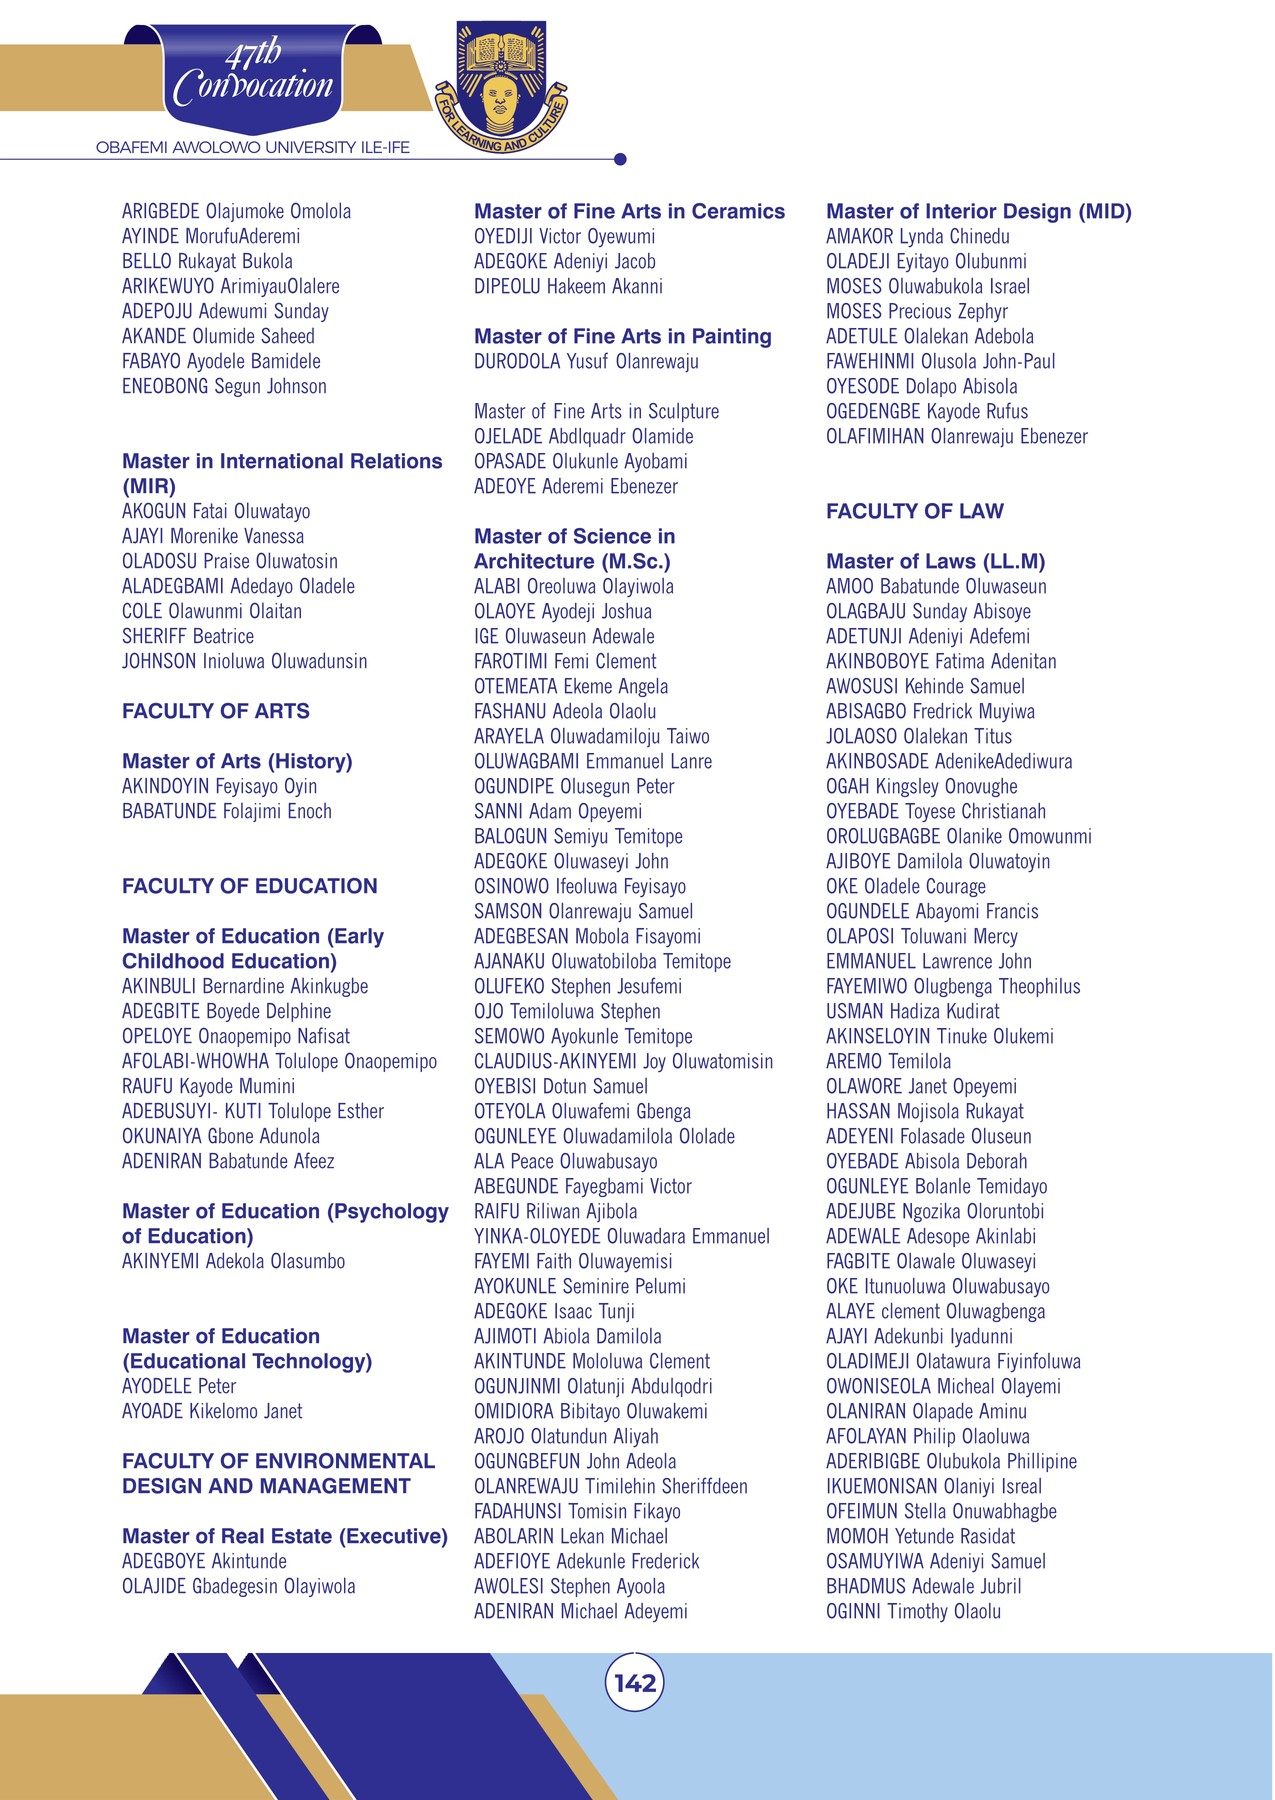 47th
Convocation
OBAFEMI AWOLOWO UNIVERSITY ILE-IFE
FOR LEARNING AND CULTURE
ARIGBEDE Olajumoke Omolola
AYINDE MorufuAderemi
BELLO Rukayat Bukola
ARIKEWUYO ArimiyauOlalere
ADEPOJU Adewumi Sunday
AKANDE Olumide Saheed
FABAYO Ayodele Bamidele
ENEOBONG Segun Johnson
Master in International Relations
(MIR)
AKOGUN Fatai Oluwatayo
AJAYI Morenike Vanessa
OLADOSU Praise Oluwatosin
ALADEGBAMI Adedayo Oladele
COLE Olawunmi Olaitan
SHERIFF Beatrice
JOHNSON Inioluwa Oluwadunsin
FACULTY OF ARTS
Master of Arts (History)
AKINDOYIN Feyisayo Oyin
BABATUNDE Folajimi Enoch
FACULTY OF EDUCATION
Master of Education (Early
Childhood Education)
AKINBULI Bernardine Akinkugbe
ADEGBITE Boyede Delphine
OPELOYE Onaopemipo Nafisat
AFOLABI-WHOWHA Tolulope Onaopemipo
RAUFU Kayode Mumini
ADEBUSUYI- KUTI Tolulope Esther
OKUNAIYA Gbone Adunola
ADENIRAN Babatunde Afeez
Master of Education (Psychology
of Education)
AKINYEMI Adekola Olasumbo
Master of Education
(Educational Technology)
AYODELE Peter
AYOADE Kikelomo Janet
FACULTY OF ENVIRONMENTAL
DESIGN AND MANAGEMENT
Master of Real Estate (Executive)
ADEGBOYE Akintunde
OLAJIDE Gbadegesin Olayiwola
Master of Fine Arts in Ceramics
OYEDIJI Victor Oyewumi
ADEGOKE Adeniyi Jacob
DIPEOLU Hakeem Akanni
Master of Fine Arts in Painting
DURODOLA Yusuf Olanrewaju
Master of Fine Arts in Sculpture
OJELADE Abdlquadr Olamide
OPASADE Olukunle Ayobami
ADEOYE Aderemi Ebenezer
Master of Science in
Architecture (M.Sc.)
ALABI Oreoluwa Olayiwola
OLAOYE Ayodeji Joshua
IGE Oluwaseun Adewale
FAROTIMI Femi Clement
OTEMEATA Ekeme Angela
FASHANU Adeola Olaolu
ARAYELA Oluwadamiloju Taiwo
OLUWAGBAMI Emmanuel Lanre
OGUNDIPE Olusegun Peter
SANNI Adam Opeyemi
BALOGUN Semiyu Temitope
ADEGOKE Oluwaseyi John
OSINOWO Ifeoluwa Feyisayo
SAMSON Olanrewaju Samuel
ADEGBESAN Mobola Fisayomi
AJANAKU Oluwatobiloba Temitope
OLUFEKO Stephen Jesufemi
OJO Temiloluwa Stephen
SEMOWO Ayokunle Temitope
CLAUDIUS-AKINYEMI Joy Oluwatomisin
OYEBISI Dotun Samuel
OTEYOLA Oluwafemi Gbenga
OGUNLEYE Oluwadamilola Ololade
ALA Peace Oluwabusayo
ABEGUNDE Fayegbami Victor
RAIFU Riliwan Ajibola
YINKA-OLOYEDE Oluwadara Emmanuel
FAYEMI Faith Oluwayemisi
AYOKUNLE Seminire Pelumi
ADEGOKE Isaac Tunji
AJIMOTI Abiola Damilola
AKINTUNDE Mololuwa Clement
OGUNJINMI Olatunji Abdulqodri
OMIDIORA Bibitayo Oluwakemi
AROJO Olatundun Aliyah
OGUNGBEFUN John Adeola
OLANREWAJU Timilehin Sheriffdeen
FADAHUNSI Tomisin Fikayo
ABOLARIN Lekan Michael
ADEFIOYE Adekunle Frederick
AWOLESI Stephen Ayoola
ADENIRAN Michael Adeyemi
Master of Interior Design (MID)
AMAKOR Lynda Chinedu
OLADEJI Eyitayo Olubunmi
MOSES Oluwabukola Israel
MOSES Precious Zephyr
ADETULE Olalekan Adebola
FAWEHINMI Olusola John-Paul
OYESODE Dolapo Abisola
OGEDENGBE Kayode Rufus
OLAFIMIHAN Olanrewaju Ebenezer
FACULTY OF LAW
Master of Laws (LL.M)
AMOO Babatunde Oluwaseun
OLAGBAJU Sunday Abisoye
ADETUNJI Adeniyi Adefemi
AKINBOBOYE Fatima Adenitan
AWOSUSI Kehinde Samuel
ABISAGBO Fredrick Muyiwa
JOLAOSO Olalekan Titus
AKINBOSADE AdenikeAdediwura
OGAH Kingsley Onovughe
OYEBADE Toyese Christianah
OROLUGBAGBE Olanike Omowunmi
AJIBOYE Damilola Oluwatoyin
OKE Oladele Courage
OGUNDELE Abayomi Francis
OLAPOSI Toluwani Mercy
EMMANUEL Lawrence John
FAYEMIWO Olugbenga Theophilus
USMAN Hadiza Kudirat
AKINSELOYIN Tinuke Olukemi
AREMO Temilola
OLAWORE Janet Opeyemi
HASSAN Mojisola Rukayat
ADEYENI Folasade Oluseun
OYEBADE Abisola Deborah
OGUNLEYE Bolanle Temidayo
ADEJUBE Ngozika Oloruntobi
ADEWALE Adesope Akinlabi
FAGBITE Olawale Oluwaseyi
OKE Itunuoluwa Oluwabusayo
ALAYE clement Oluwagbenga
AJAYI Adekunbi Iyadunni
OLADIMEJI Olatawura Fiyinfoluwa
OWONISEOLA Micheal Olayemi
OLANIRAN Olapade Aminu
AFOLAYAN Philip Olaoluwa
ADERIBIGBE Olubukola Phillipine
IKUEMONISAN Olaniyi Isreal
OFEIMUN Stella Onuwabhagbe
MOMOH Yetunde Rasidat
OSAMUYIWA Adeniyi Samuel
BHADMUS Adewale Jubril
OGINNI Timothy Olaolu
142